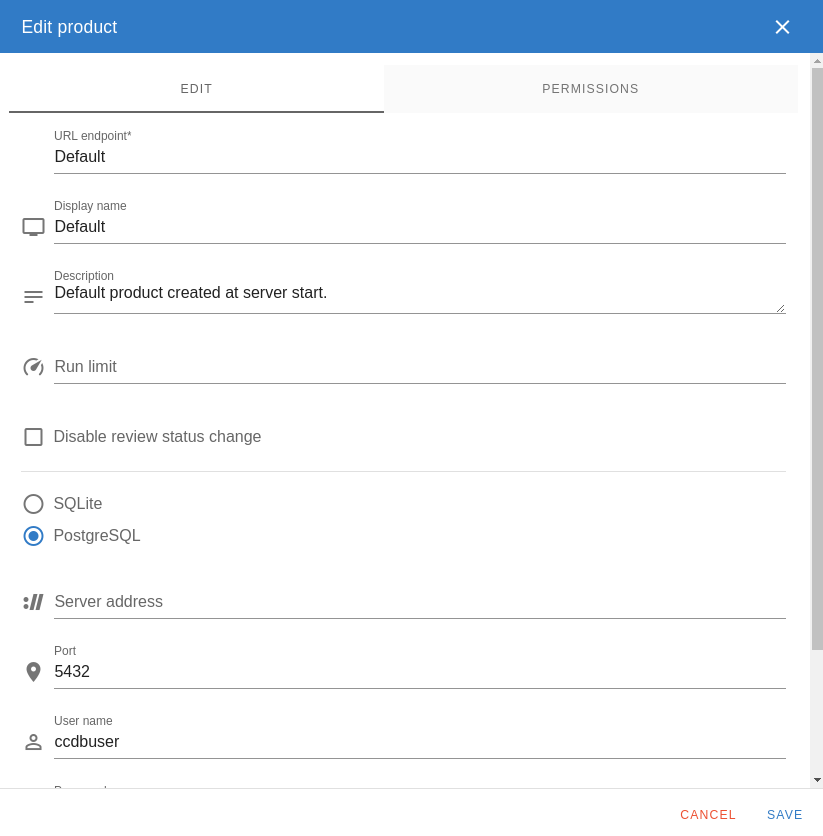 Edit product
EDIT
PERMISSIONS
URL endpoint*
Default
Display name
Default
Description
Default product created at server start.
Run limit
Disable review status change
SQLite
PostgreSQL
Server address
Port
5432
User name
ccdbuser
CANCEL
SAVE